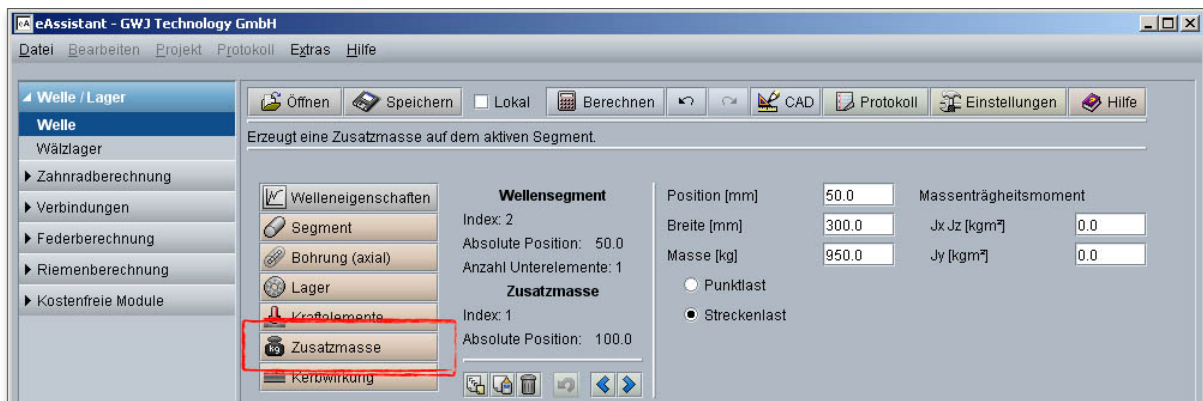 eA eAssistant - GWJ Technology GmbH
Datei Bearbeiten Projekt Protokoll Extras Hilfe
Welle / Lager
Welle
Wälzlager
Zahnradberechnung
Verbindungen
Federberechnung
Riemenberechnung
Kostenfreie Module
Öffnen Speichern Lokal Berechnen CAD Protokoll Einstellungen Hilfe
Erzeugt eine Zusatzmasse auf dem aktiven Segment.
Welleneigenschaften
Segment
Bohrung (axial)
Lager
Kraftelemente
kg Zusatzmasse
Kerbwirkung
Wellensegment
Index: 2
Absolute Position: 50.0
Anzahl Unterelemente: 1
Zusatzmasse
Index: 1
Absolute Position: 100.0
Position [mm] 50.0 Massenträgheitsmoment
Breite [mm] 300.0 Jx Jz [kgm²] 0.0
Masse [kg] 950.0 Jy [kgm²] 0.0
Punktlast
Streckenlast